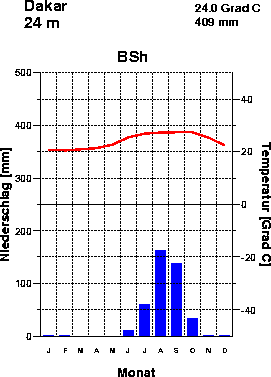 Dakar
24.0 Grad C
24 m
409 mm
BSh
500
400
300
200
100
0
Niederschlag [mm]
40
20
0
-20
-40
Temperatur [Grad C]
J F M A M J J A S O N D
Monat